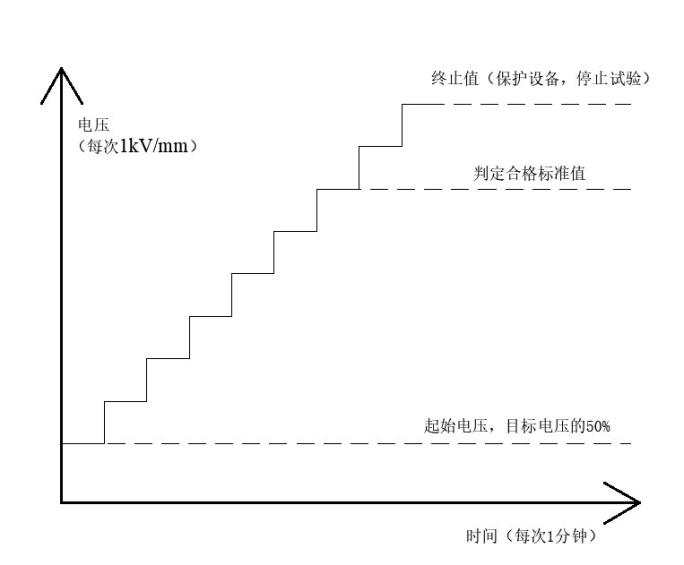 终止值（保护设备，停止试验）
电压
（每次1kV/mm）
判定合格标准值
起始电压，目标电压的50%
时间（每次1分钟）